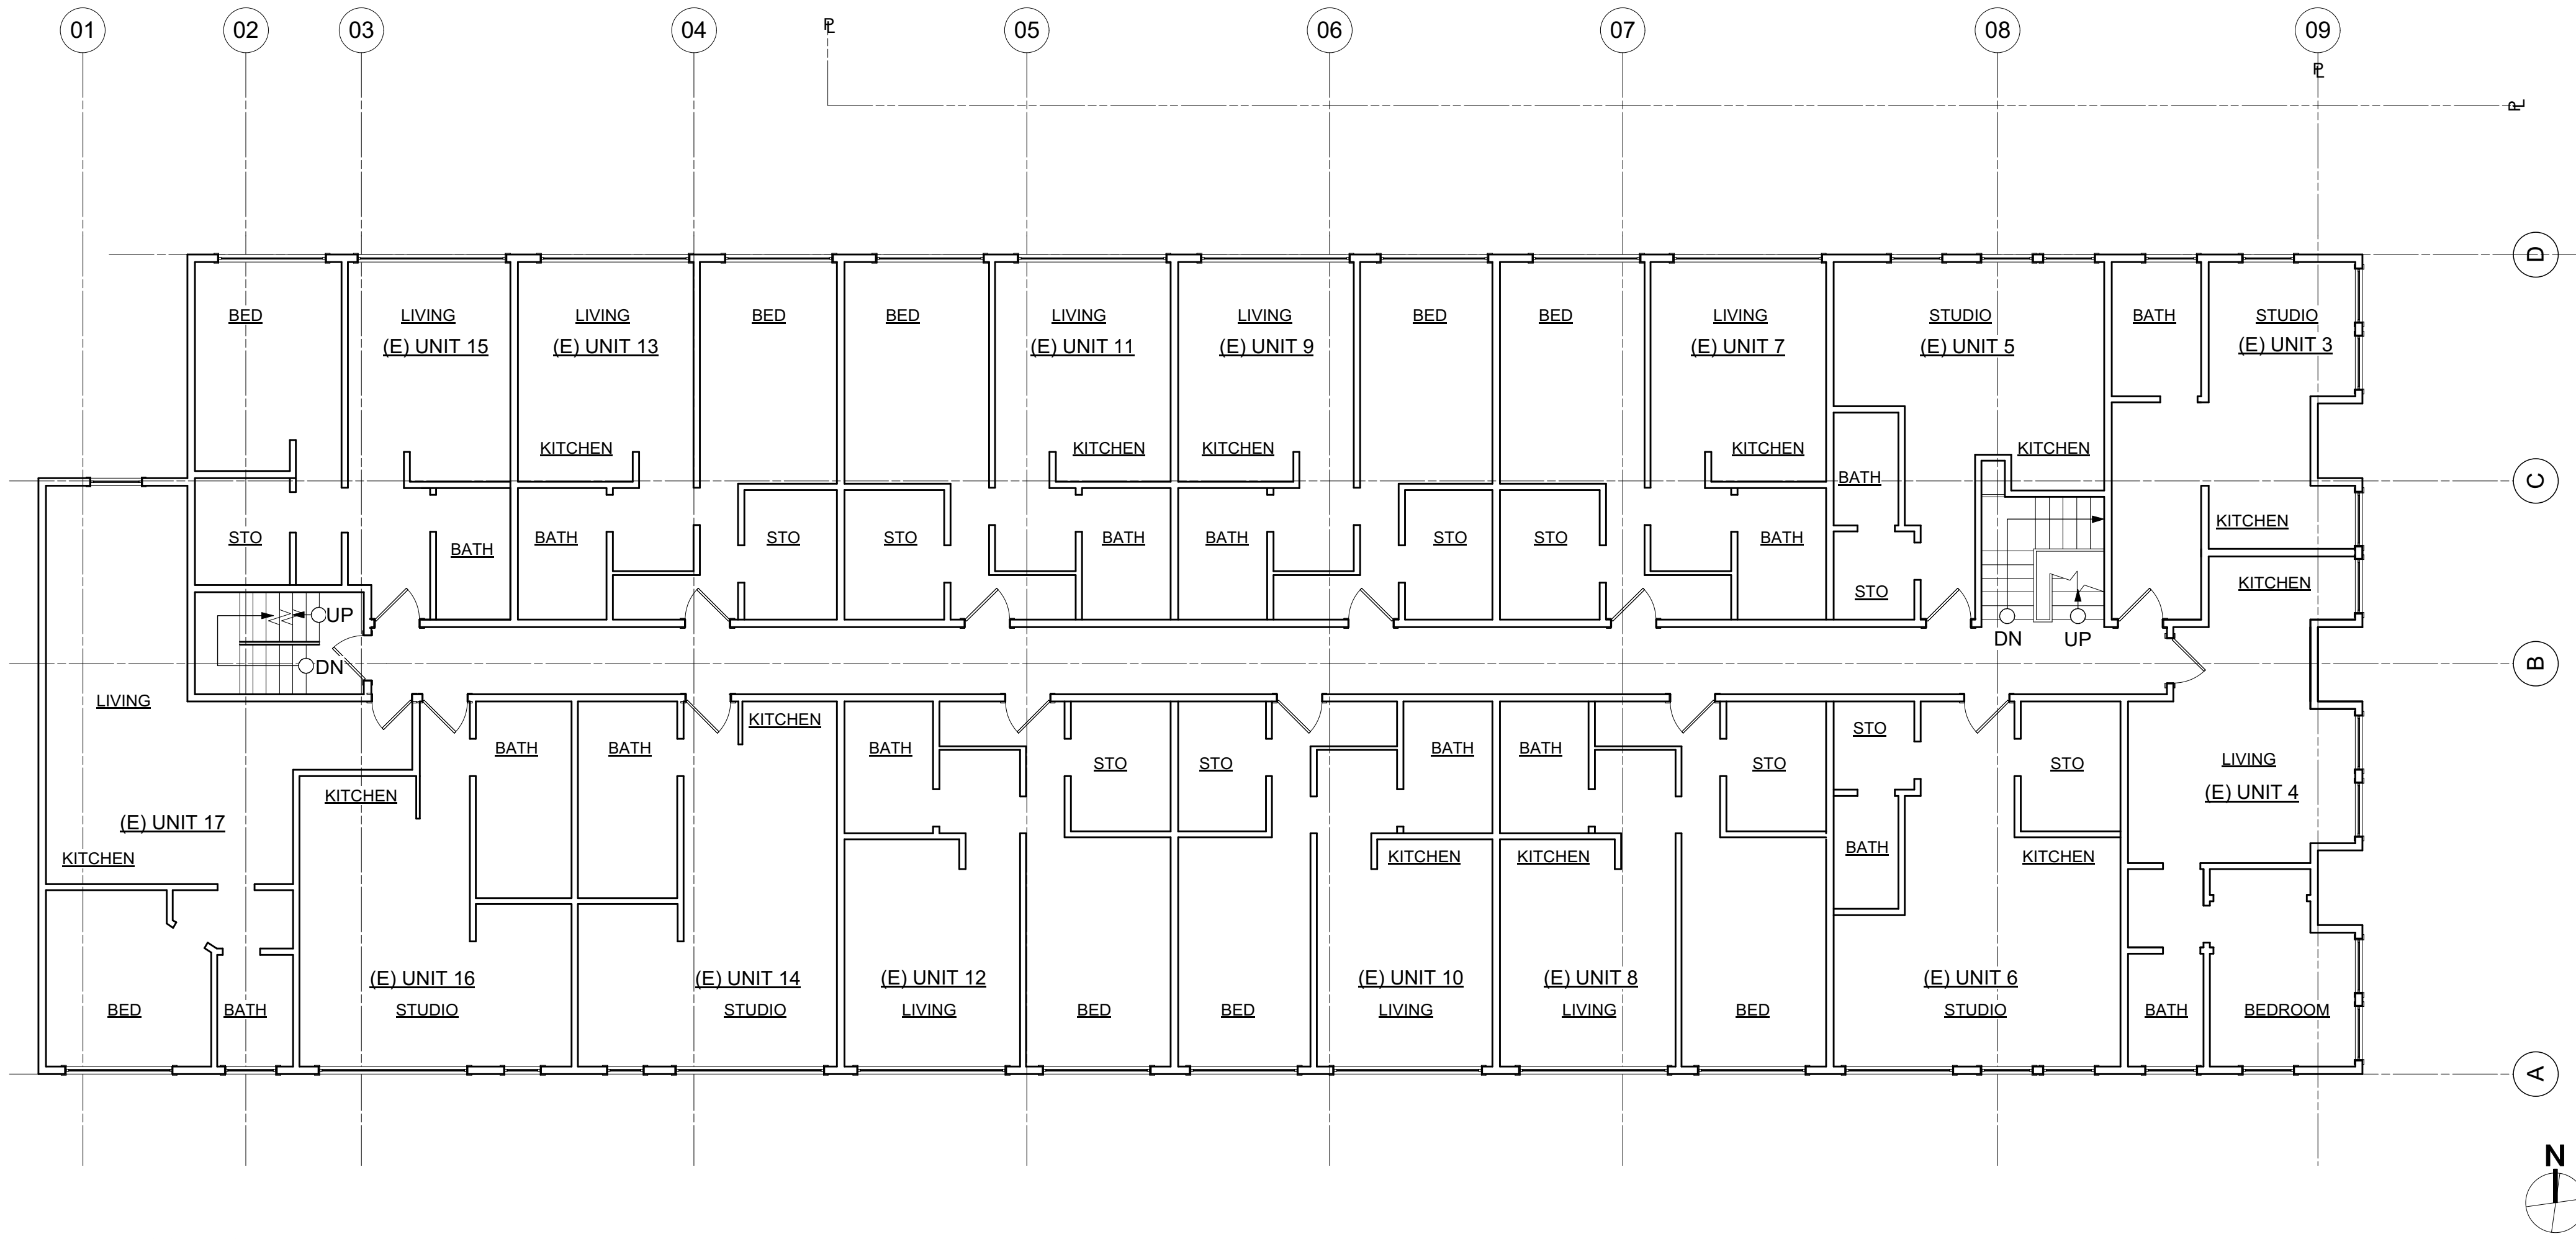 01 02 03 04 PL 05 06 07 08 09
PL
PL
D
BED LIVING LIVING BED BED LIVING LIVING BED BED LIVING STUDIO BATH STUDIO
(E) UNIT 15 (E) UNIT 13 (E) UNIT 11 (E) UNIT 9 (E) UNIT 7 (E) UNIT 5 (E) UNIT 3
KITCHEN KITCHEN KITCHEN KITCHEN KITCHEN
BATH C
KITCHEN
STO BATH BATH STO STO BATH BATH STO STO BATH
KITCHEN
STO
UP
DN UP
DN B
LIVING
KITCHEN STO
BATH BATH BATH BATH BATH
STO STO STO STO LIVING
KITCHEN (E) UNIT 4
(E) UNIT 17
KITCHEN KITCHEN KITCHEN BATH KITCHEN
(E) UNIT 16 (E) UNIT 14 (E) UNIT 12 (E) UNIT 10 (E) UNIT 8 (E) UNIT 6
BED BATH STUDIO STUDIO LIVING BED BED LIVING LIVING BED STUDIO BATH BEDROOM
A
N